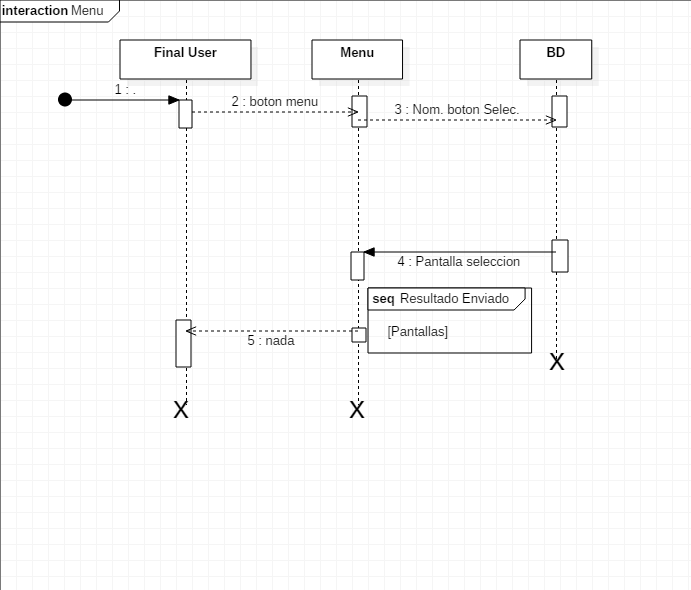 interaction Menu
Final User
Menu
BD
1 : .
2 : boton menu
3 : Nom. boton Selec.
4 : Pantalla seleccion
seq Resultado Enviado
[Pantallas]
5 : nada
X
X
X